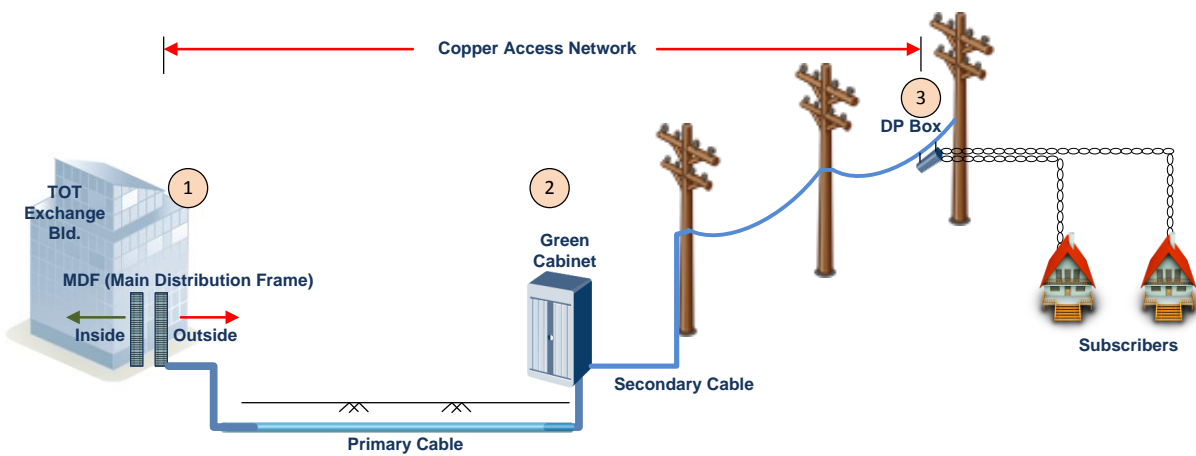 Copper Access Network
3
DP Box
1
2
TOT
Exchange
Bld.
Green
Cabinet
MDF (Main Distribution Frame)
Inside
Outside
Subscribers
Secondary Cable
Primary Cable